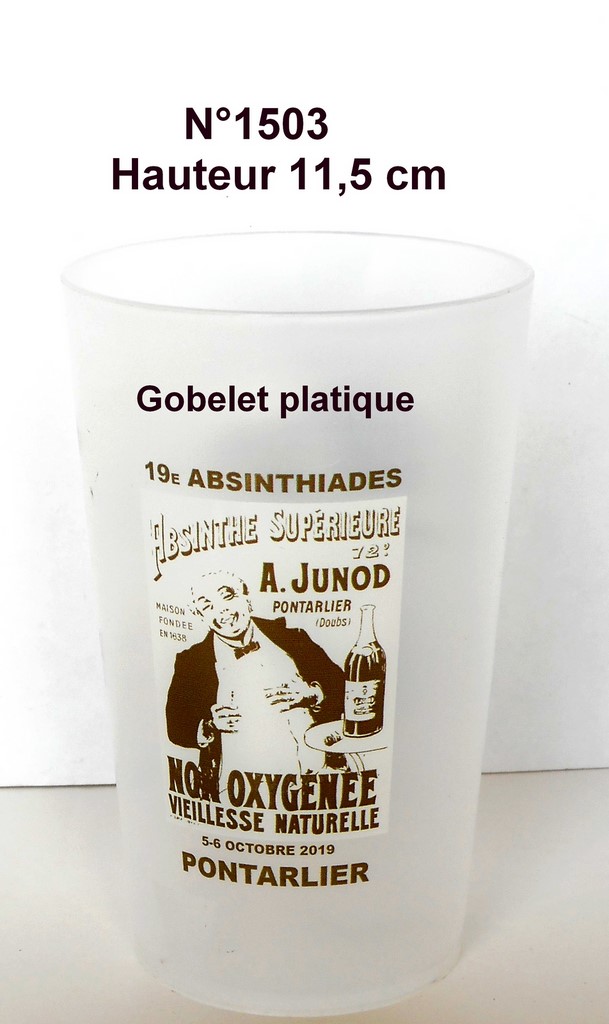 N°1503
Hauteur 11,5 cm
Gobelet platique
19E ABSINTHIADES
ABSINTHE SUPÉRIEURE
72°
A. JUNOD
PONTARLIER
(Doubs)
MAISON
FONDÉE
EN 1838
NON OXYGÉNÉE
VIEILLESSE NATURELLE
5-6 OCTOBRE 2019
PONTARLIER